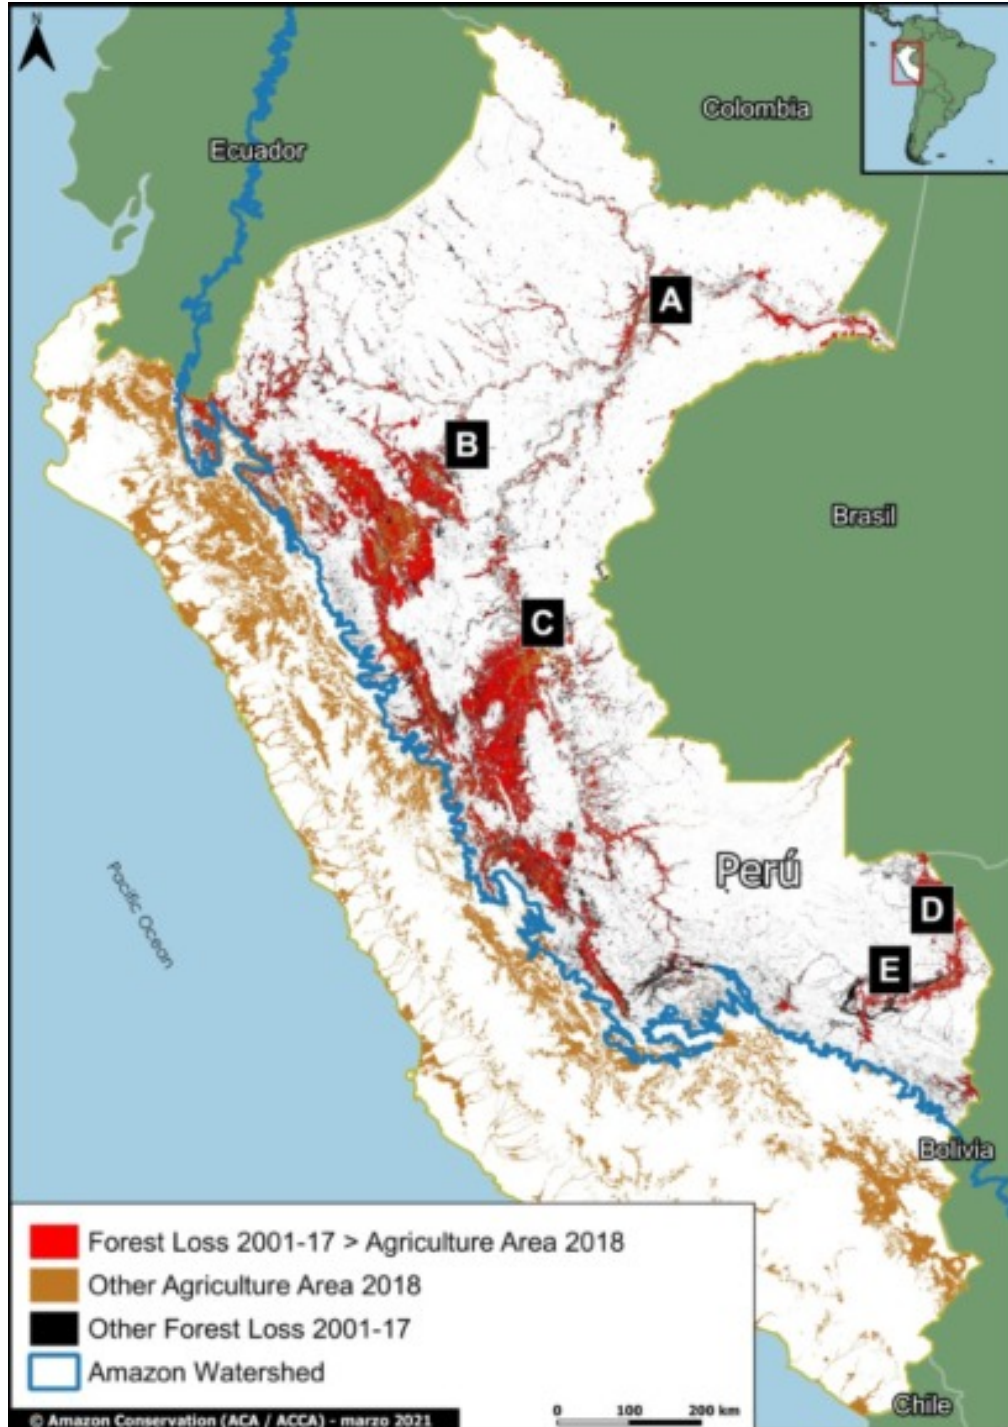 N
Colombia
Ecuador
A
B
Brasil
C
Perú
Pacific Ocean
D
E
Bolivia
Forest Loss 2001-17 > Agriculture Area 2018
Other Agriculture Area 2018
Other Forest Loss 2001-17
Amazon Watershed
Chile
© Amazon Conservation (ACA / ACCA) - marzo 2021
0 100 200 km